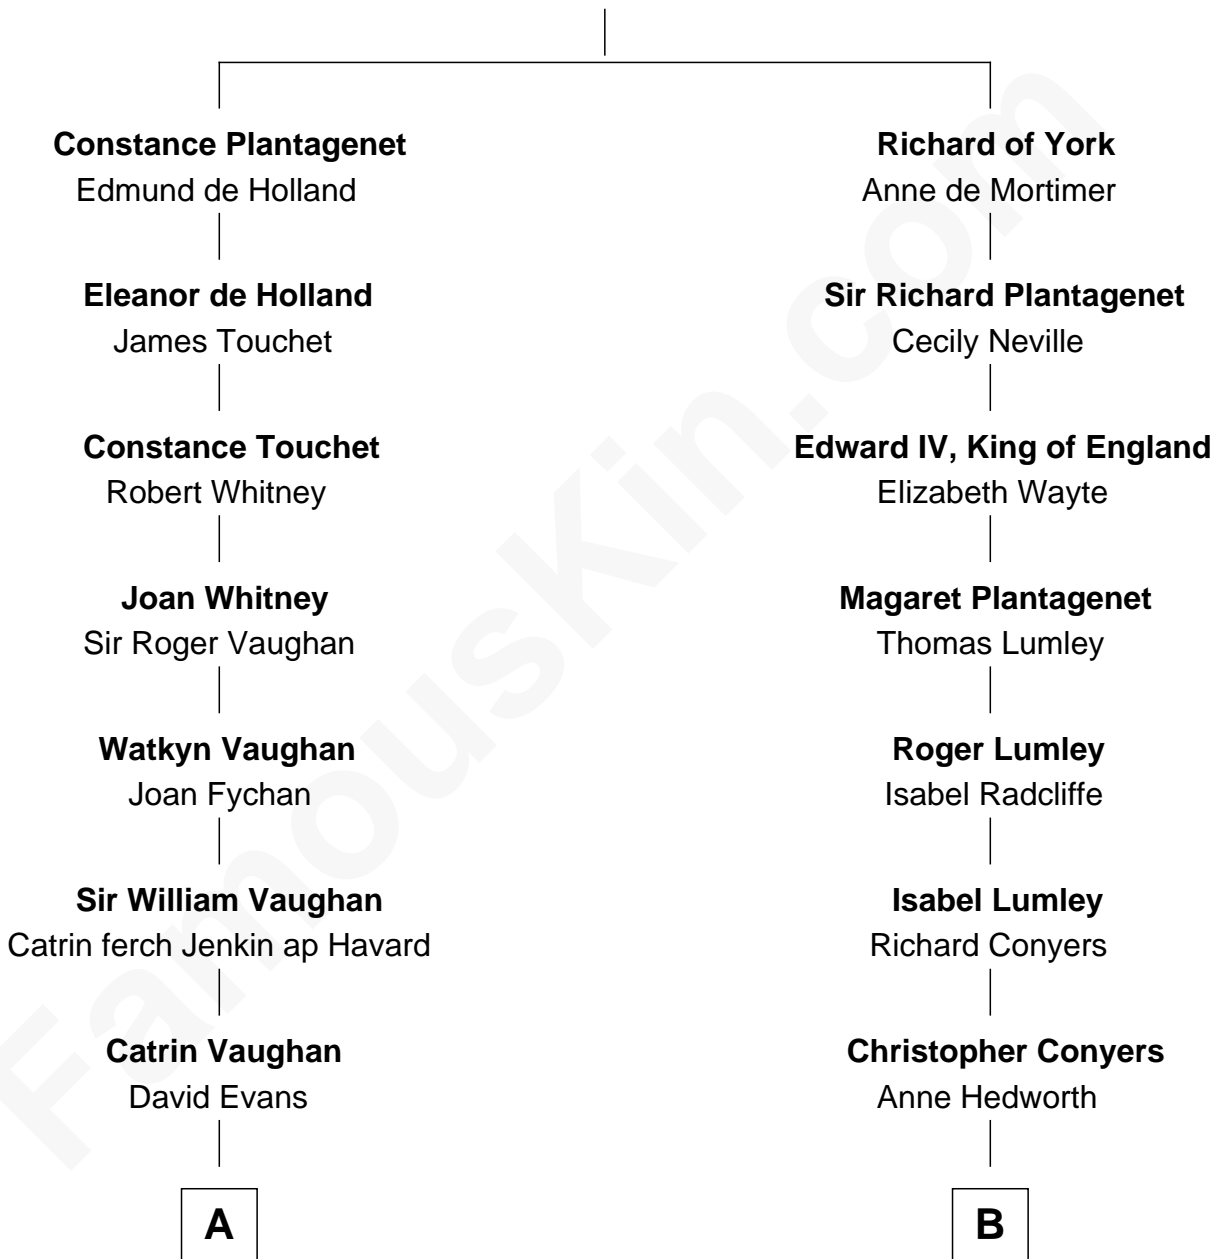 Constance Plantagenet
Edmund de Holland
Eleanor de Holland
James Touchet
Constance Touchet
Robert Whitney
Joan Whitney
Sir Roger Vaughan
Watkyn Vaughan
Joan Fychan
Sir William Vaughan
Catrin ferch Jenkin ap Havard
Catrin Vaughan
David Evans
A
Richard of York
Anne de Mortimer
Sir Richard Plantagenet
Cecily Neville
Edward IV, King of England
Elizabeth Wayte
Magaret Plantagenet
Thomas Lumley
Roger Lumley
Isabel Radcliffe
Isabel Lumley
Richard Conyers
Christopher Conyers
Anne Hedworth
B
FamousKin.com